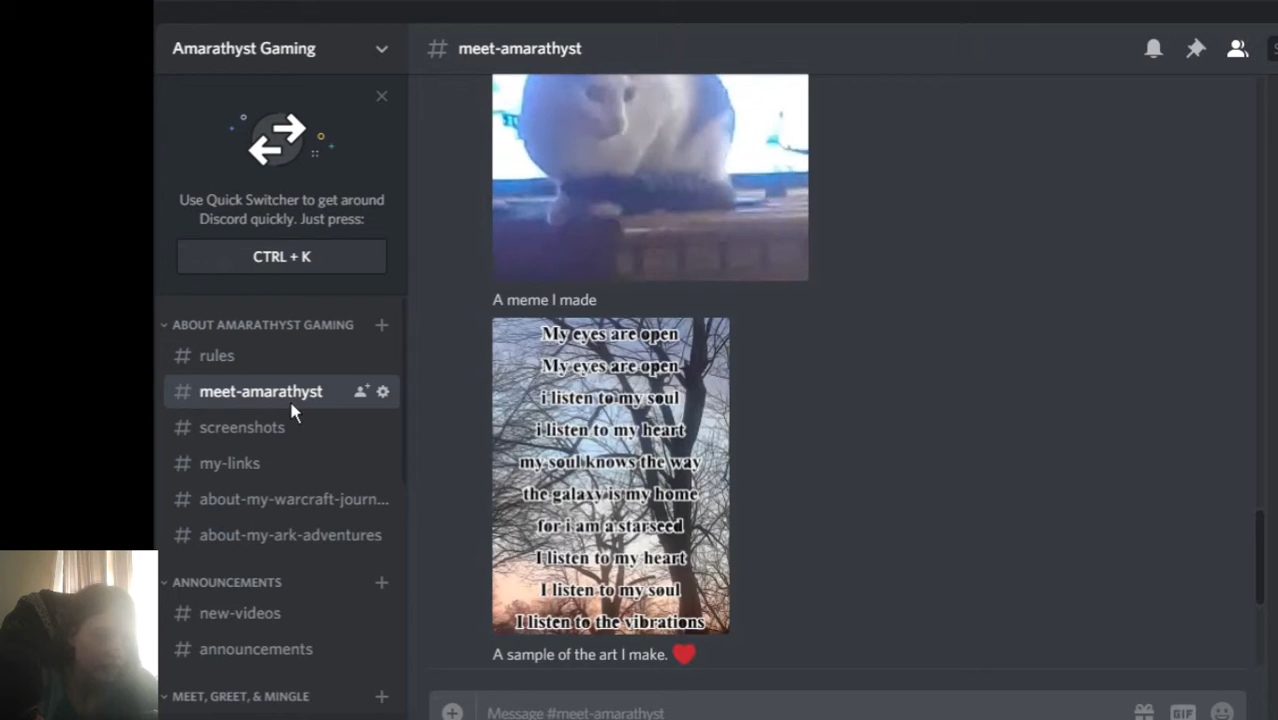 Amarathyst Gaming
# meet-amarathyst
Use Quick Switcher to get around
Discord quickly. Just press:
CTRL + K
ABOUT AMARATHYST GAMING
# rules
# meet-amarathyst
# screenshots
# my-links
# about-my-warcraft-journ...
# about-my-ark-adventures
ANNOUNCEMENTS
# new-videos
# announcements
MEET, GREET, & MINGLE
A meme I made
My eyes are open
My eyes are open
i listen to my soul
i listen to my heart
my soul knows the way
the galaxy is my home
for i am a starseed
I listen to my heart
I listen to my soul
I listen to the vibrations
A sample of the art I make.
Message #meet-amarathyst
GIF